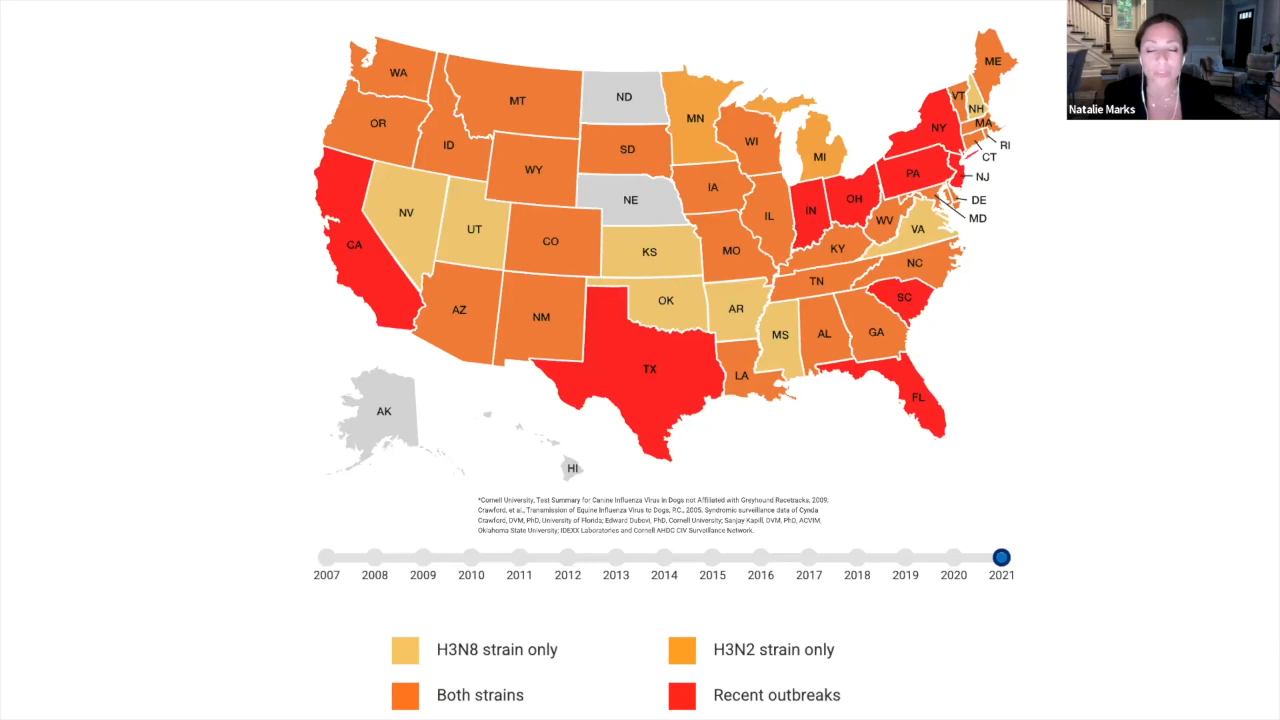 Natalie Marks
WA
MT
ND
MN
ME
VT
NH
OR
ID
SD
WI
MI
NY
MA
RI
CT
WY
IA
PA
NJ
NV
UT
NE
IL
IN
OH
DE
MD
CA
CO
KS
MO
KY
WV
VA
AZ
NM
OK
AR
TN
NC
SC
MS
AL
GA
TX
LA
FL
AK
HI
*Cornell University, Test Summary for Canine Influenza Virus in Dogs not Affiliated with Greyhound Racetracks, 2009;
Crawford, et al., Transmission of Equine Influenza Virus to Dogs, P.C., 2005. Syndromic surveillance data of Cynda
Crawford, DVM, PhD, University of Florida; Edward Dubovi, PhD, Cornell University; Sanjay Kapill, DVM, PhD, ACVIM,
Oklahoma State University; IDEXX Laboratories and Cornell AHDC CIV Surveillance Network.
2007 2008 2009 2010 2011 2012 2013 2014 2015 2016 2017 2018 2019 2020 2021
H3N8 strain only
H3N2 strain only
Both strains
Recent outbreaks